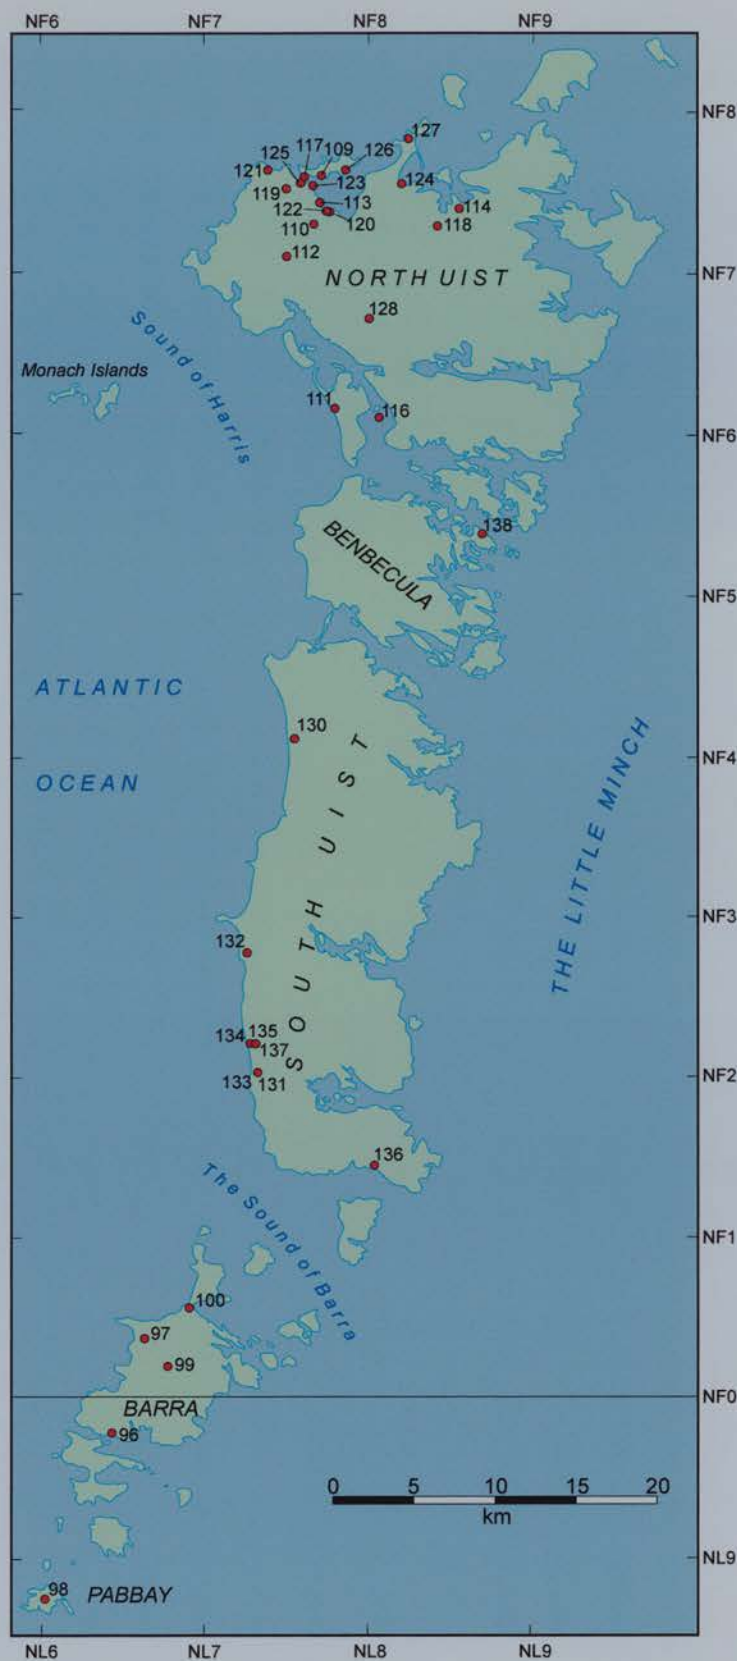 NF6 NF7 NF8 NF9
NF8
127
117 109 126
125
121
123
124
119
113
114
122
120
118
110
112
NORTH UIST
NF7
128
Sound of Harris
Monach Islands
111
116
NF6
138
BENBECULA
NF5
ATLANTIC
OCEAN
130
NF4
SOUTH UIST
THE LITTLE MINCH
NF3
132
134 135
137
133 131
NF2
136
The Sound of Barra
NF1
100
97
99
NF0
BARRA
96
0 5 10 15 20
km
NL9
98 PABBAY
NL6 NL7 NL8 NL9